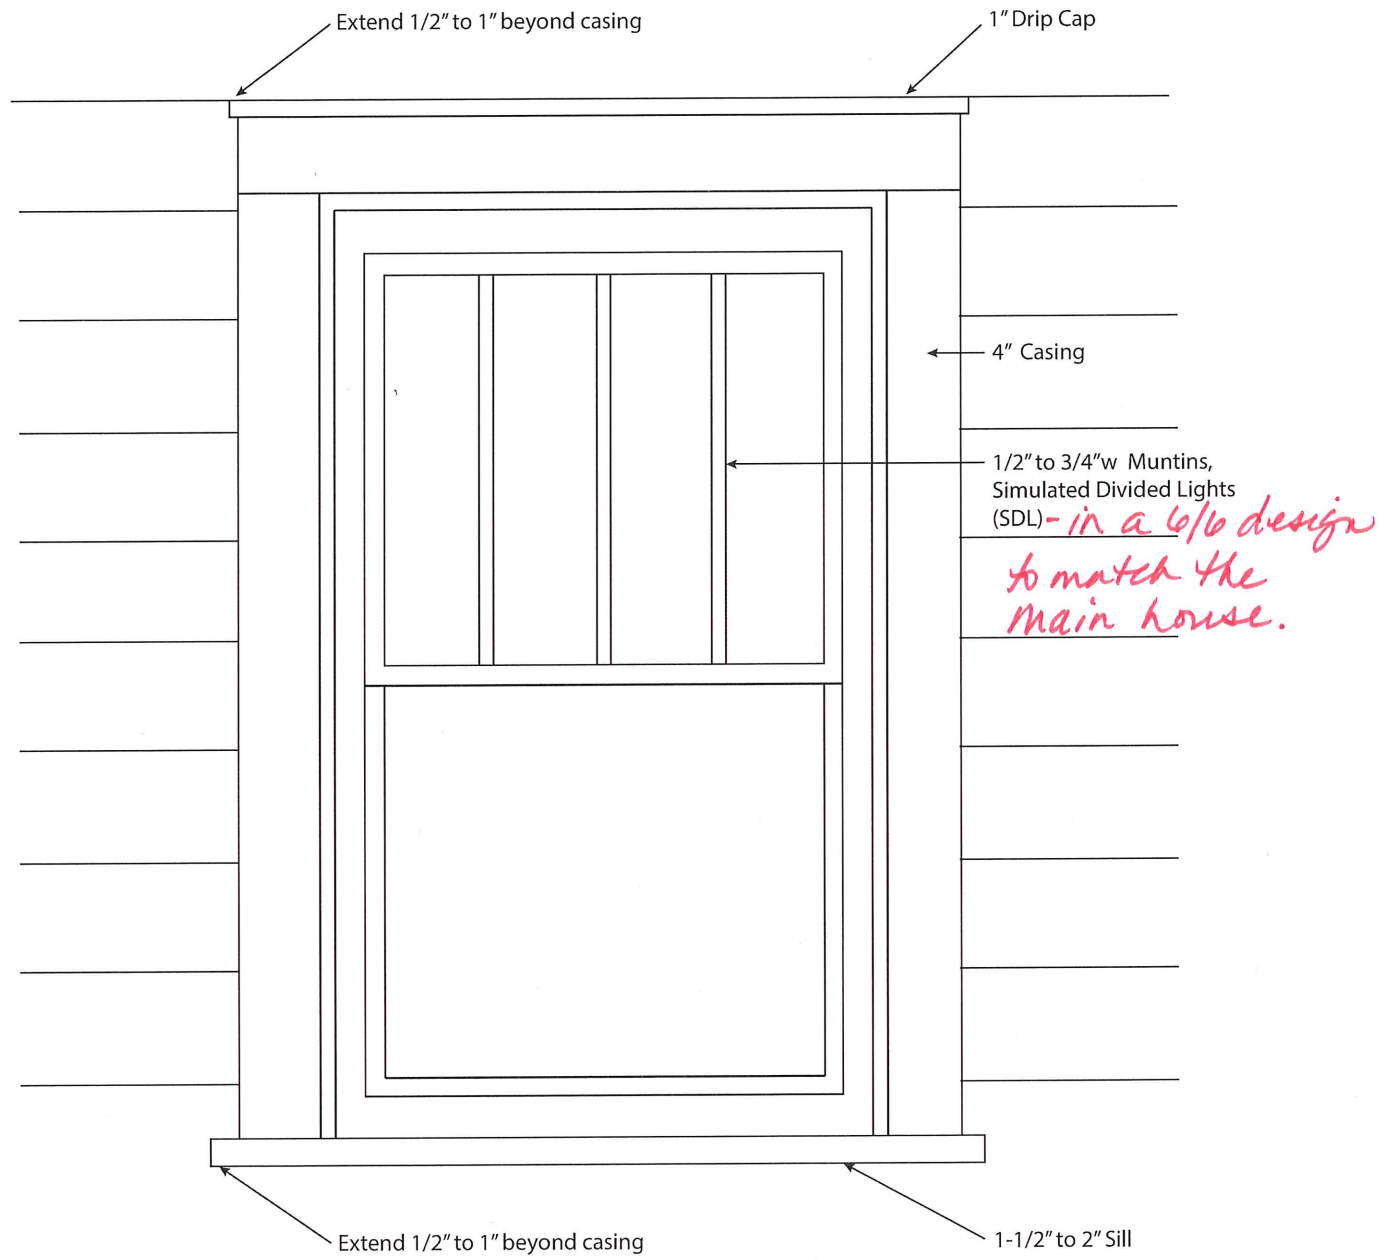 Extend 1/2" to 1" beyond casing
1" Drip Cap
4" Casing
1/2" to 3/4"w Muntins,
Simulated Divided Lights
(SDL) - in a 6/6 design
to match the
main house.
Extend 1/2" to 1" beyond casing
1-1/2" to 2" Sill